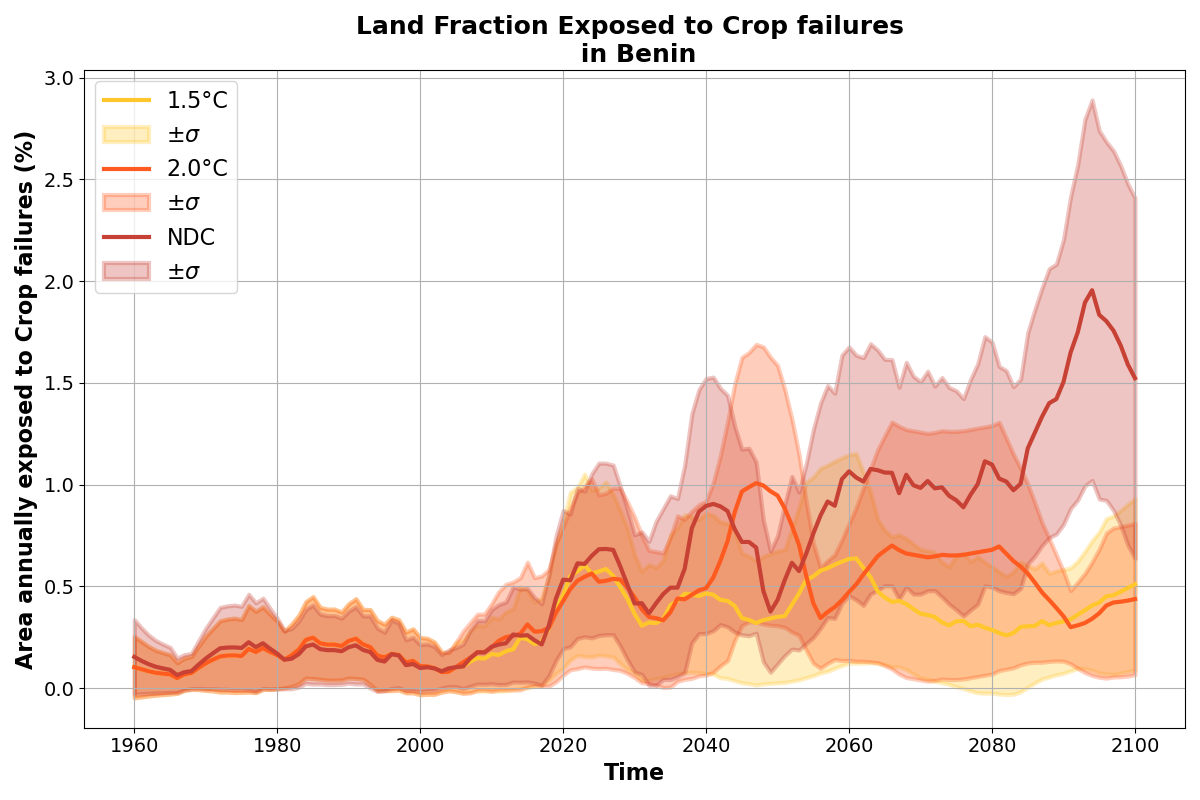 Land Fraction Exposed to Crop failures
in Benin
Area annually exposed to Crop failures (%)
3.0
2.5
2.0
1.5
1.0
0.5
0.0
1.5°C
±σ
2.0°C
±σ
NDC
±σ
1960 1980 2000 2020 2040 2060 2080 2100
Time